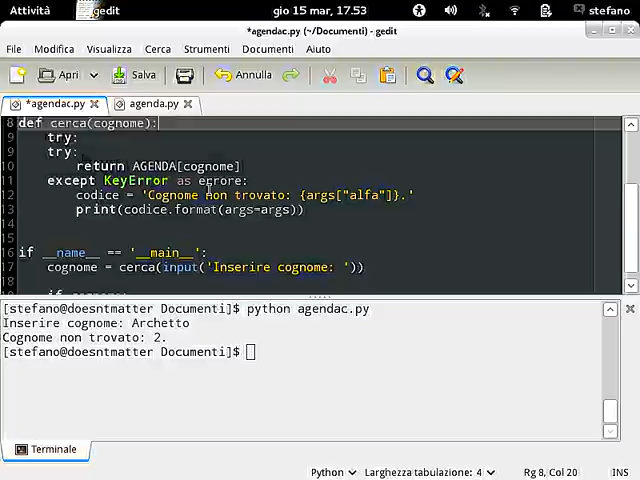 Attività gedit gio 15 mar, 17.53 stefano
*agendac.py (~/Documenti) - gedit
File Modifica Visualizza Cerca Strumenti Documenti Aiuto
Apri Salva Annulla
*agendac.py agenda.py
8 def cerca(cognome):
9 try:
10 try:
return AGENDA[cognome]
11 except KeyError as errore:
12 codice = 'Cognome non trovato: {args["alfa"]}.'
13 print(codice.format(args=args))
14
15
16 if __name__ == '__main__':
17 cognome = cerca(input('Inserire cognome: '))
18
[stefano@doesntmatter Documenti]$ python agendac.py
Inserire cognome: Archetto
Cognome non trovato: 2.
[stefano@doesntmatter Documenti]$
Terminale
Python Larghezza tabulazione: 4 Rg 8, Col 20 INS